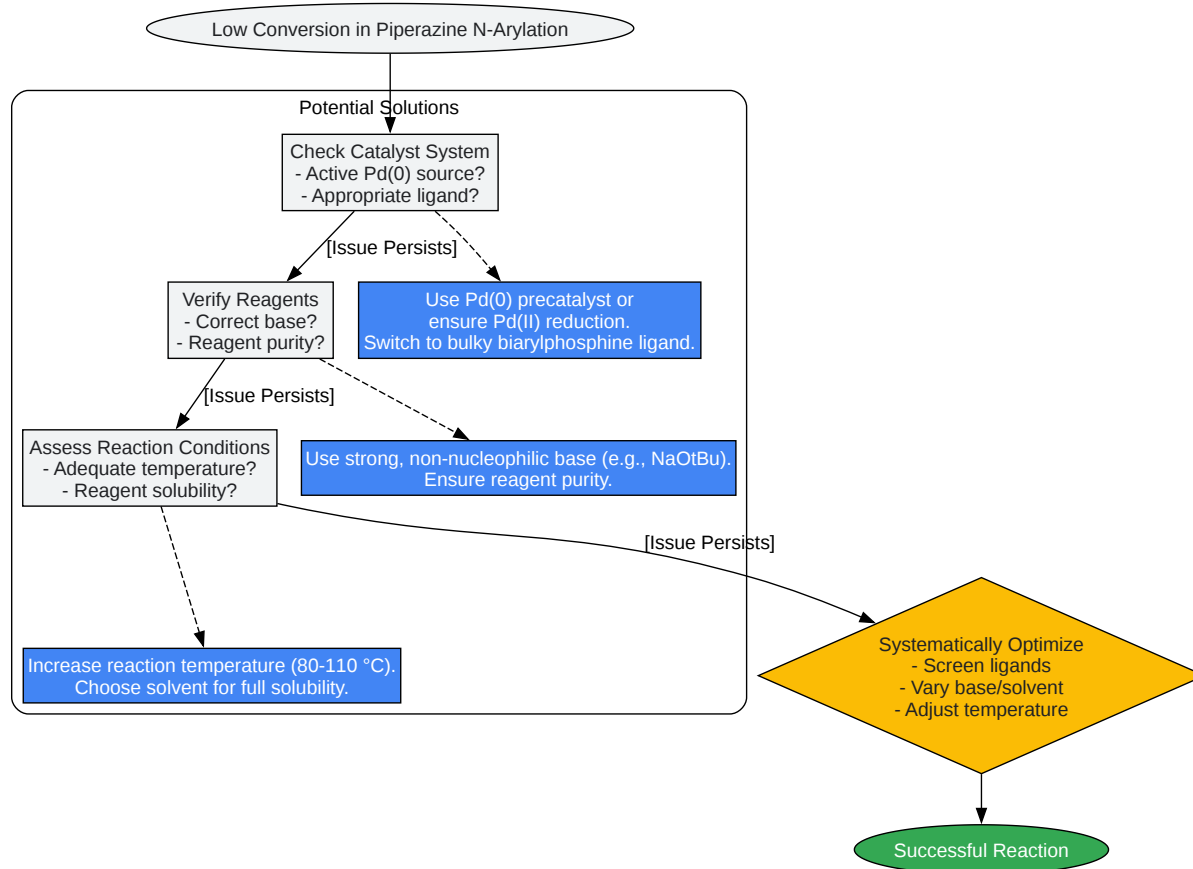 Low Conversion in Piperazine N-Arylation
Potential Solutions
Check Catalyst System
- Active Pd(0) source?
- Appropriate ligand?
[Issue Persists]
Verify Reagents
- Correct base?
- Reagent purity?
Use Pd(0) precatalyst or
ensure Pd(II) reduction.
Switch to bulky biarylphosphine ligand.
[Issue Persists]
Assess Reaction Conditions
- Adequate temperature?
- Reagent solubility?
Use strong, non-nucleophilic base (e.g., NaOtBu).
Ensure reagent purity.
[Issue Persists]
Increase reaction temperature (80-110 °C).
Choose solvent for full solubility.
Systematically Optimize
- Screen ligands
- Vary base/solvent
- Adjust temperature
Successful Reaction